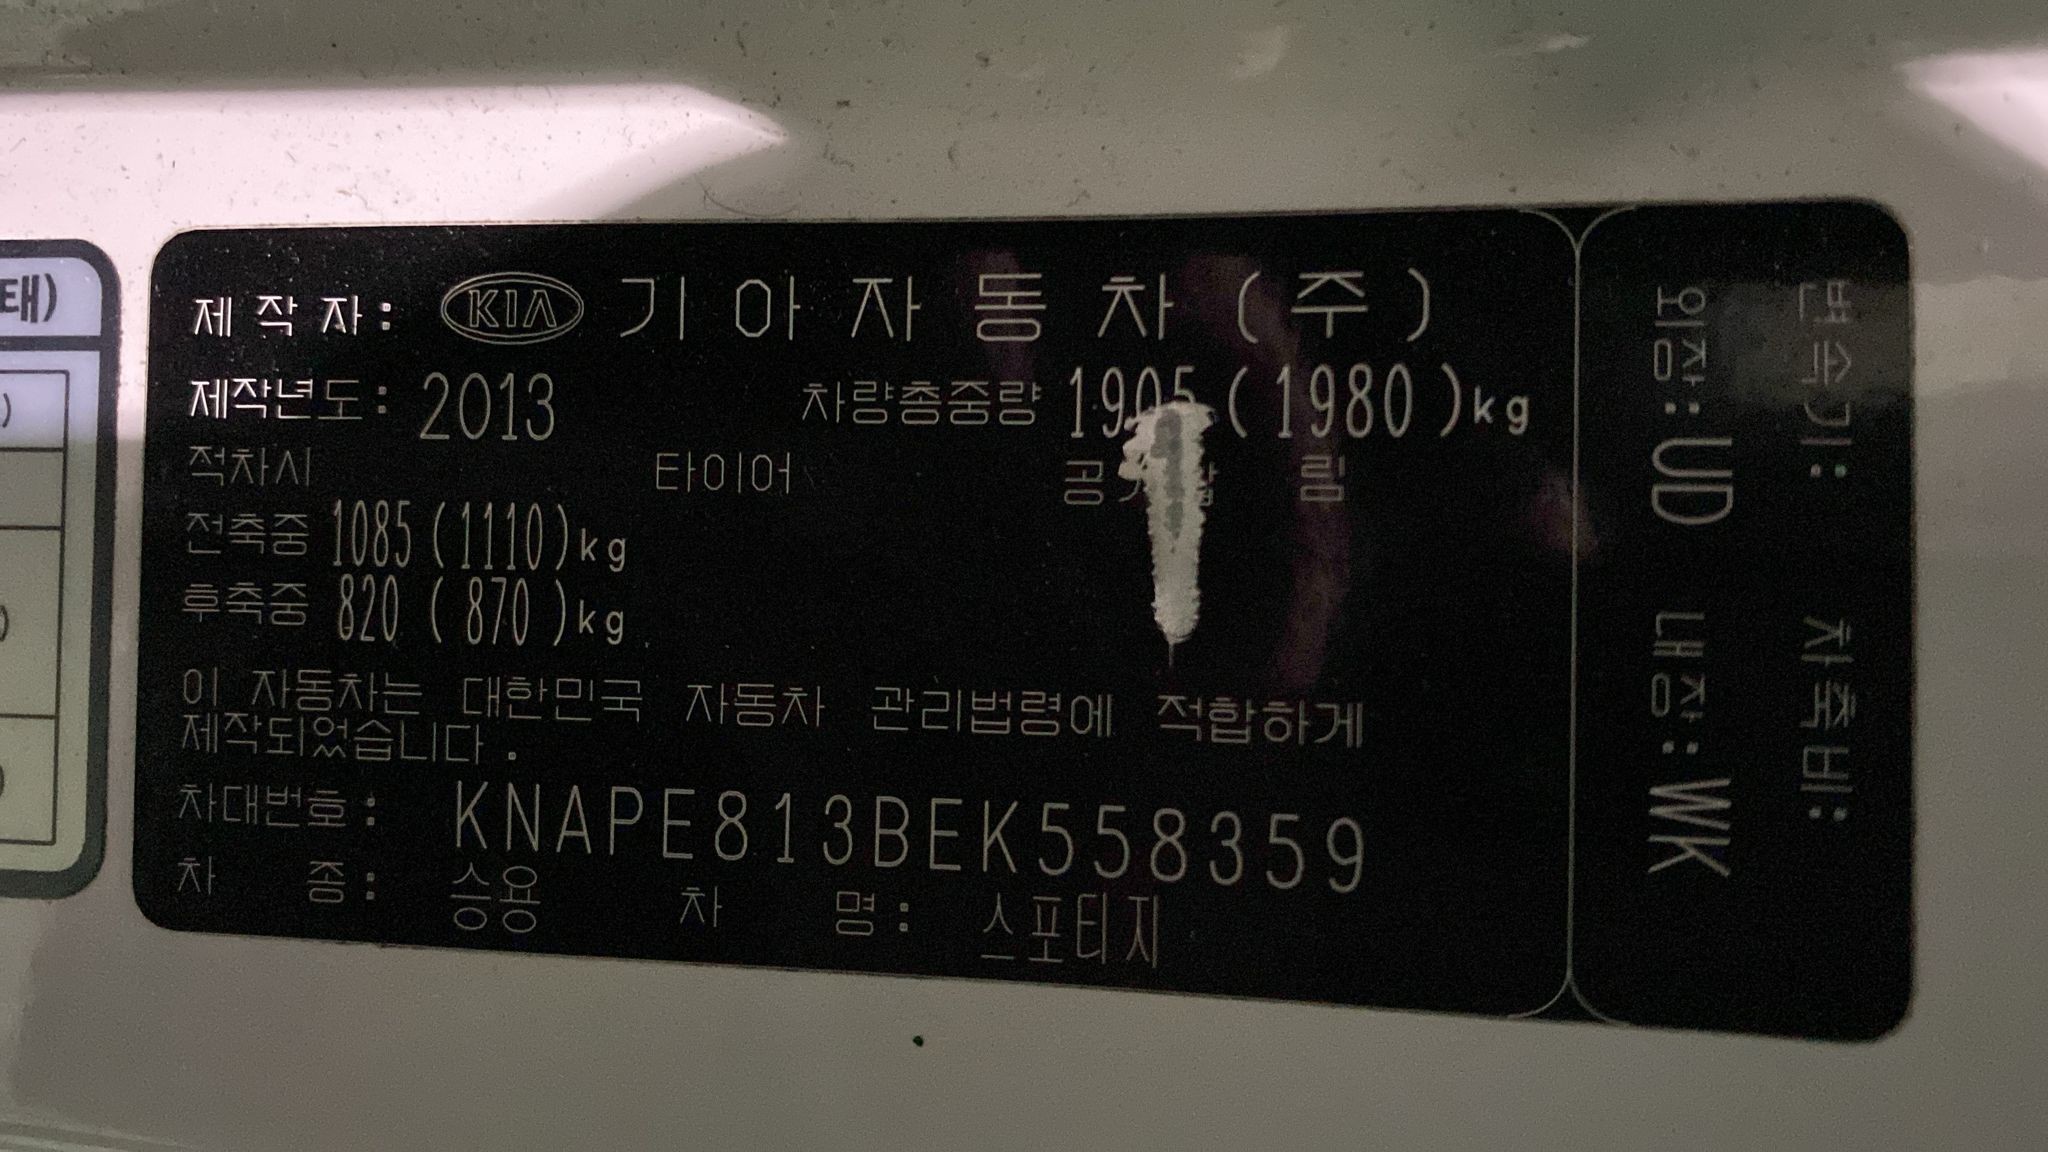 태)
제 작 자 : KIA 기 아 자 동 차 ( 주 )
제작년도 : 2013 차량총중량 1905 ( 1980 ) kg
적차시 타이어 림
전축중 1085 ( 1110 ) kg
후축중 820 ( 870 ) kg
이 자동차는 대한민국 자동차 관리법령에 적합하게
제작되었습니다 .
차대번호 : KNAPE813BEK558359
차 종 : 승용 차 명 : 스포티지
변속기 : 차축비 :
외장 : UD 내장 : WK